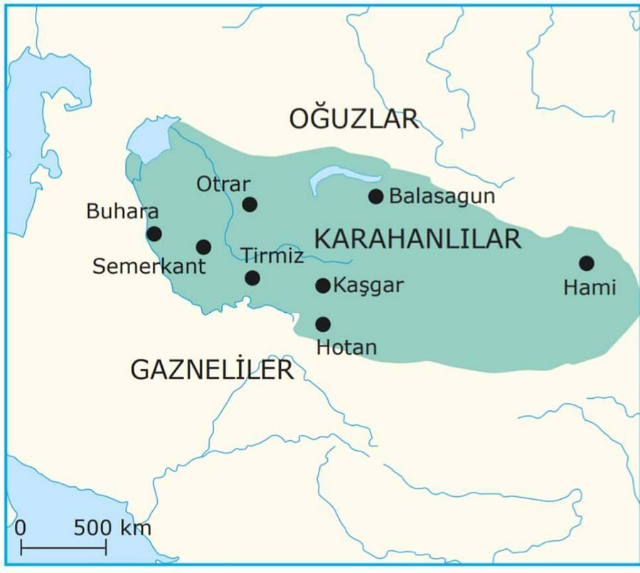 OĞUZLAR
Otrar
Balasagun
Buhara
KARAHANLILAR
Semerkant
Tirmiz
Kaşgar
Hami
Hotan
GAZNELİLER
0 500 km